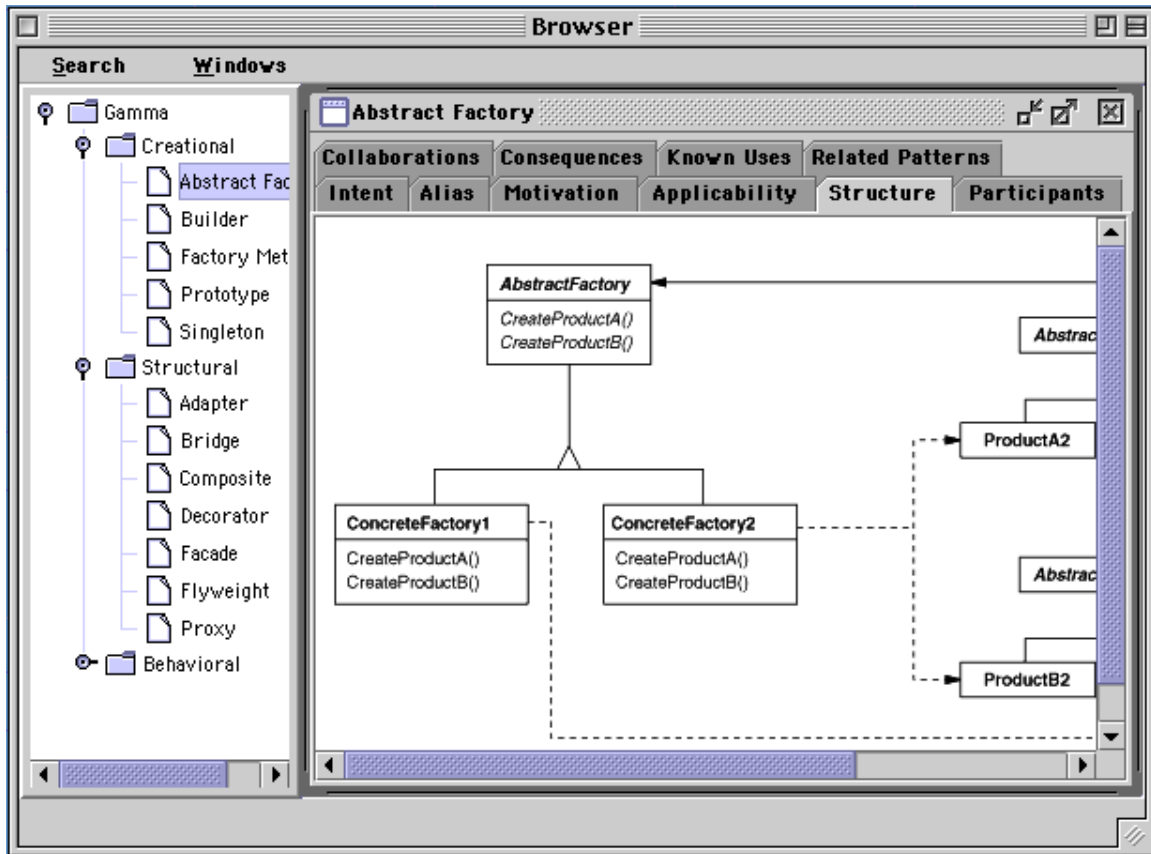 Browser
Search Windows
Gamma
Creational
Abstract Fac
Builder
Factory Met
Prototype
Singleton
Structural
Adapter
Bridge
Composite
Decorator
Facade
Flyweight
Proxy
Behavioral
Abstract Factory
Collaborations Consequences Known Uses Related Patterns
Intent Alias Motivation Applicability Structure Participants
AbstractFactory
CreateProductA()
CreateProductB()
Abstrac
ProductA2
ConcreteFactory1
CreateProductA()
CreateProductB()
ConcreteFactory2
CreateProductA()
CreateProductB()
Abstrac
ProductB2